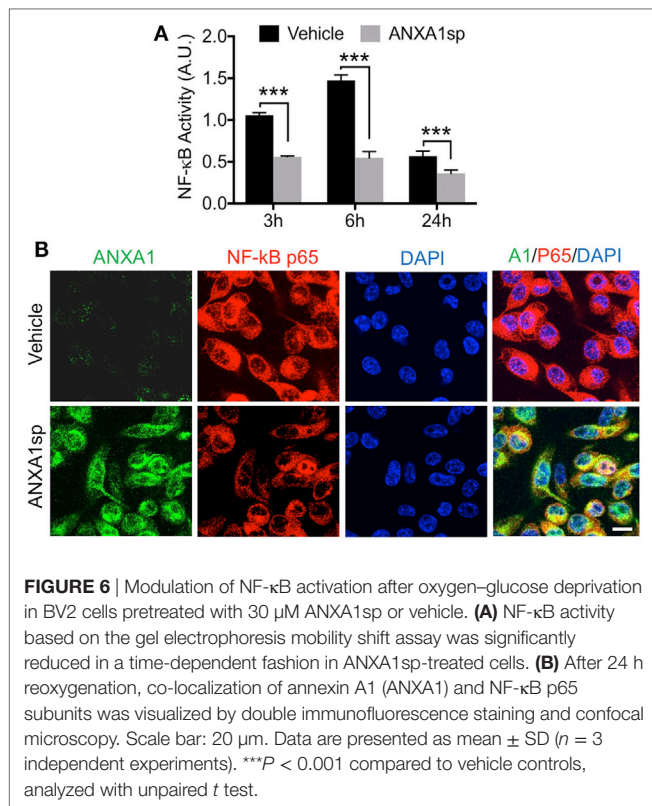 A
Vehicle ANXA1sp
NF-κB Activity (A.U.)
2.0
1.5
1.0
0.5
0.0
***
***
***
3h 6h 24h
B
ANXA1 NF-kB p65 DAPI A1/P65/DAPI
Vehicle
ANXA1sp
FIGURE 6 | Modulation of NF-κB activation after oxygen–glucose deprivation
in BV2 cells pretreated with 30 µM ANXA1sp or vehicle. (A) NF-κB activity
based on the gel electrophoresis mobility shift assay was significantly
reduced in a time-dependent fashion in ANXA1sp-treated cells. (B) After 24 h
reoxygenation, co-localization of annexin A1 (ANXA1) and NF-κB p65
subunits was visualized by double immunofluorescence staining and confocal
microscopy. Scale bar: 20 µm. Data are presented as mean ± SD (n = 3
independent experiments). ***P < 0.001 compared to vehicle controls,
analyzed with unpaired t test.